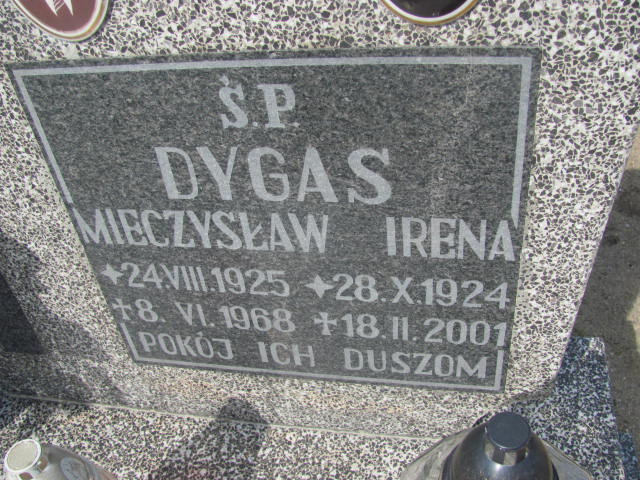 Ś.P.
DYGAS
MIECZYSŁAW IRENA
24.VIII.1925 28.X.1924
8. VI. 1968 18.II.2001
POKÓJ ICH DUSZOM